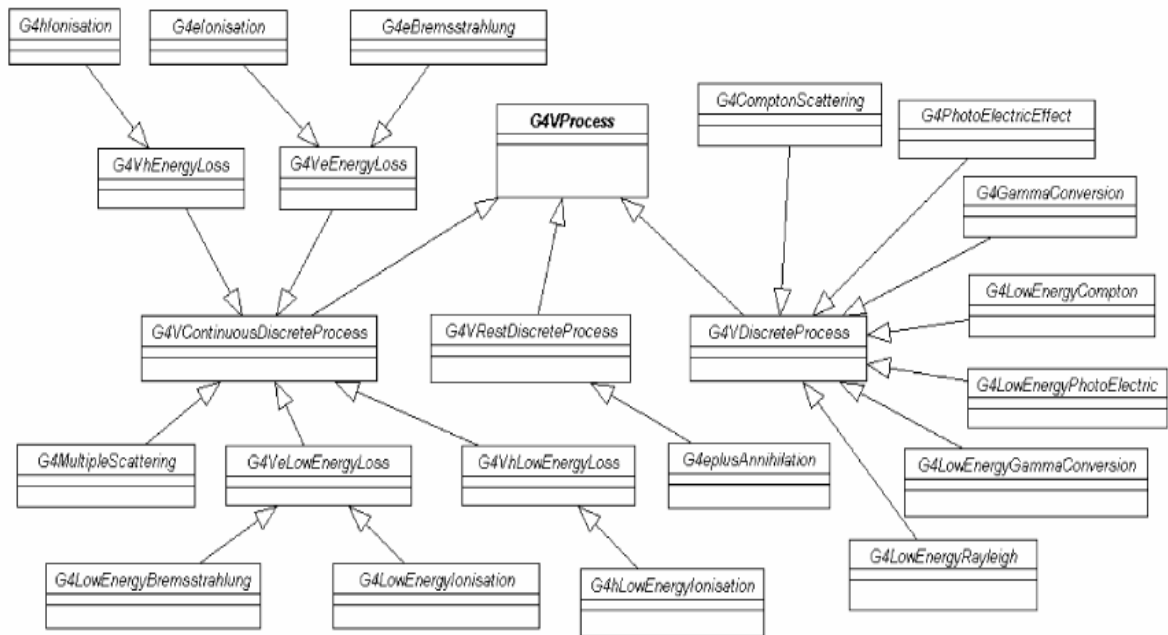 G4hIonisation
G4eIonisation
G4eBremsstrahlung
G4ComptonScattering
G4PhotoElectricEffect
G4VProcess
G4VhEnergyLoss
G4VeEnergyLoss
G4GammaConversion
G4LowEnergyCompton
G4VContinuousDiscreteProcess
G4VRestDiscreteProcess
G4VDiscreteProcess
G4LowEnergyPhotoElectric
G4MultipleScattering
G4VeLowEnergyLoss
G4VhLowEnergyLoss
G4eplusAnnihilation
G4LowEnergyGammaConversion
G4LowEnergyRayleigh
G4LowEnergyBremsstrahlung
G4LowEnergyIonisation
G4hLowEnergyIonisation